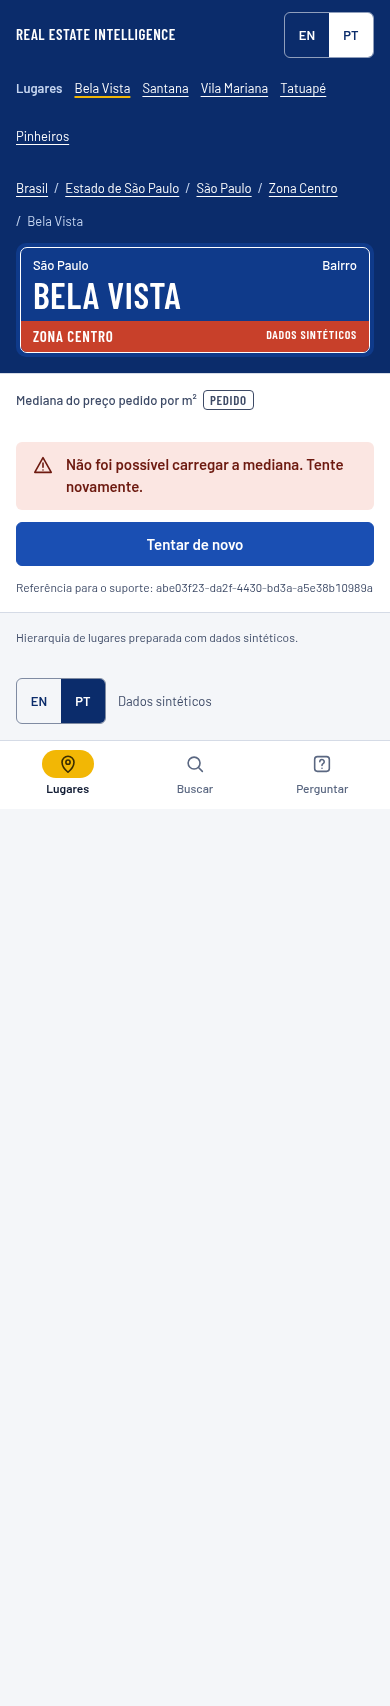 REAL ESTATE INTELLIGENCE
EN PT
Lugares Bela Vista Santana Vila Mariana Tatuapé
Pinheiros
Brasil / Estado de São Paulo / São Paulo / Zona Centro
/ Bela Vista
São Paulo Bairro
BELA VISTA
ZONA CENTRO DADOS SINTÉTICOS
Mediana do preço pedido por m² PEDIDO
Não foi possível carregar a mediana. Tente
novamente.
Tentar de novo
Referência para o suporte: abe03f23-da2f-4430-bd3a-a5e38b10989a
Hierarquia de lugares preparada com dados sintéticos.
EN PT Dados sintéticos
Lugares Buscar Perguntar